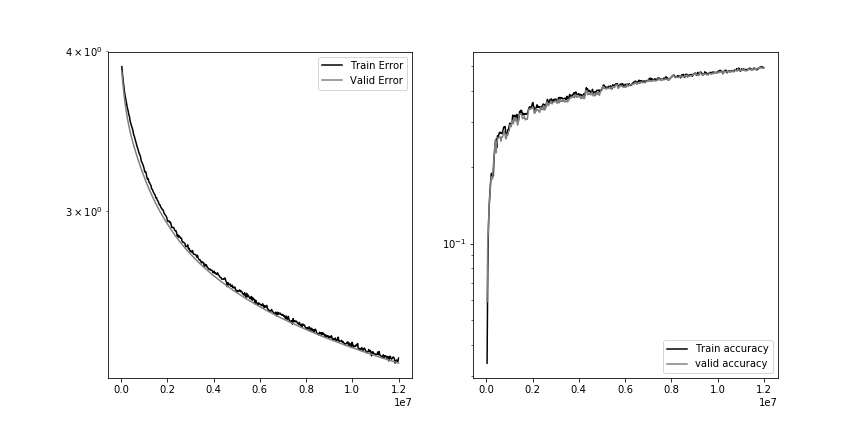 4 × 10⁰
3 × 10⁰
Train Error
Valid Error
0.0 0.2 0.4 0.6 0.8 1.0 1.2
1e7
10⁻¹
Train accuracy
valid accuracy
0.0 0.2 0.4 0.6 0.8 1.0 1.2
1e7